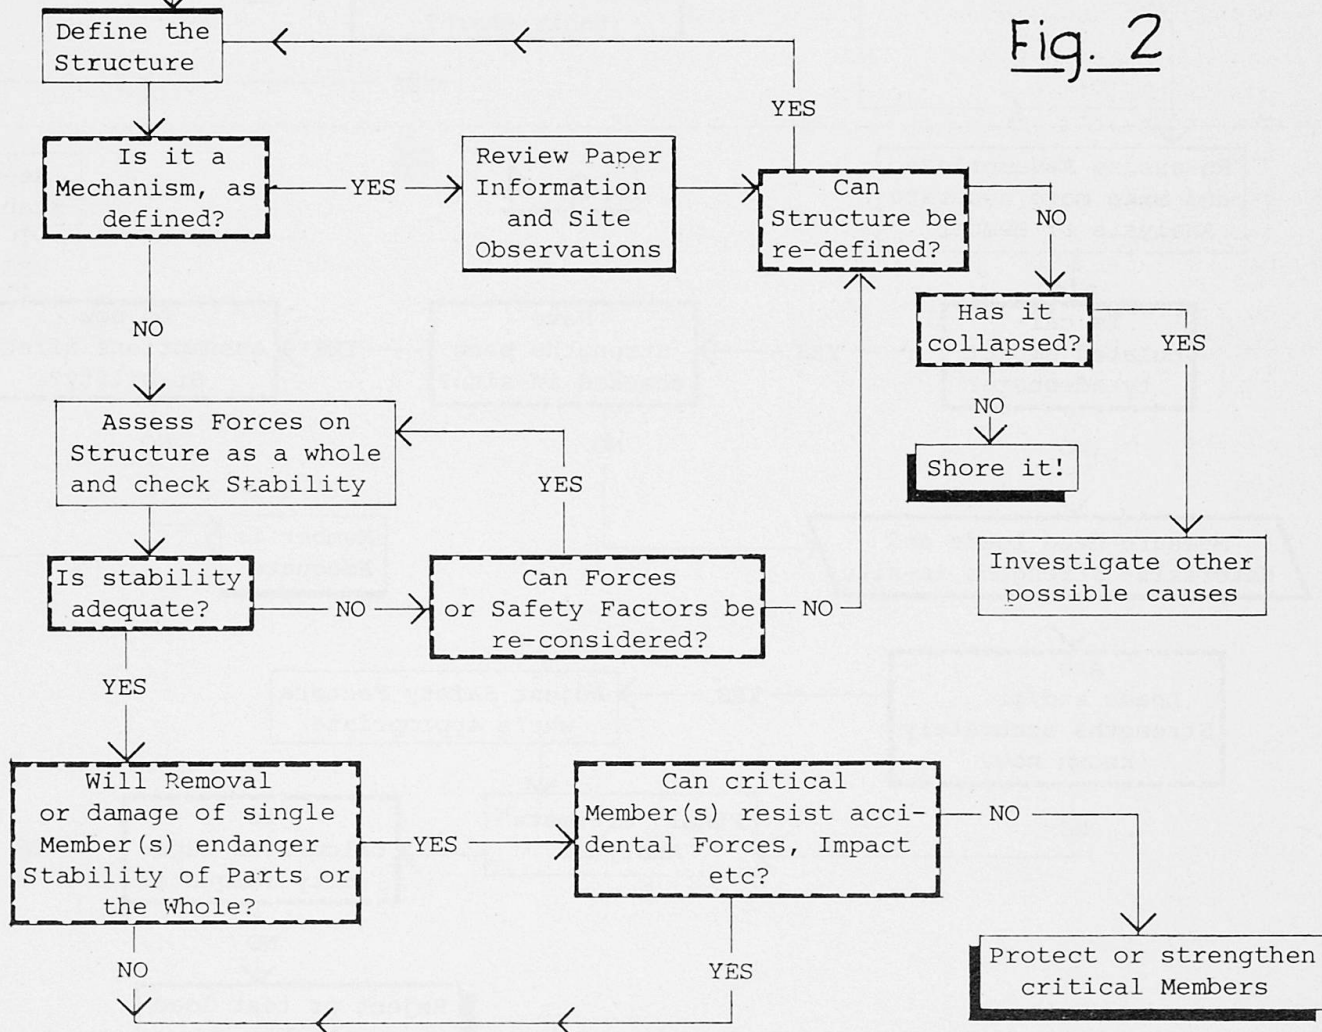 Fig. 2
Define the
Structure
YES
Is it a
Mechanism, as
defined?
YES
Review Paper
Information
and Site
Observations
Can
Structure be
re-defined?
NO
NO
Has it
collapsed?
YES
NO
Shore it!
Assess Forces on
Structure as a whole
and check Stability
YES
Investigate other
possible causes
Is stability
adequate?
NO
Can Forces
or Safety Factors be
re-considered?
NO
YES
Will Removal
or damage of single
Member(s) endanger
Stability of Parts or
the Whole?
YES
Can critical
Member(s) resist acci-
dental Forces, Impact
etc?
NO
NO
YES
Protect or strengthen
critical Members